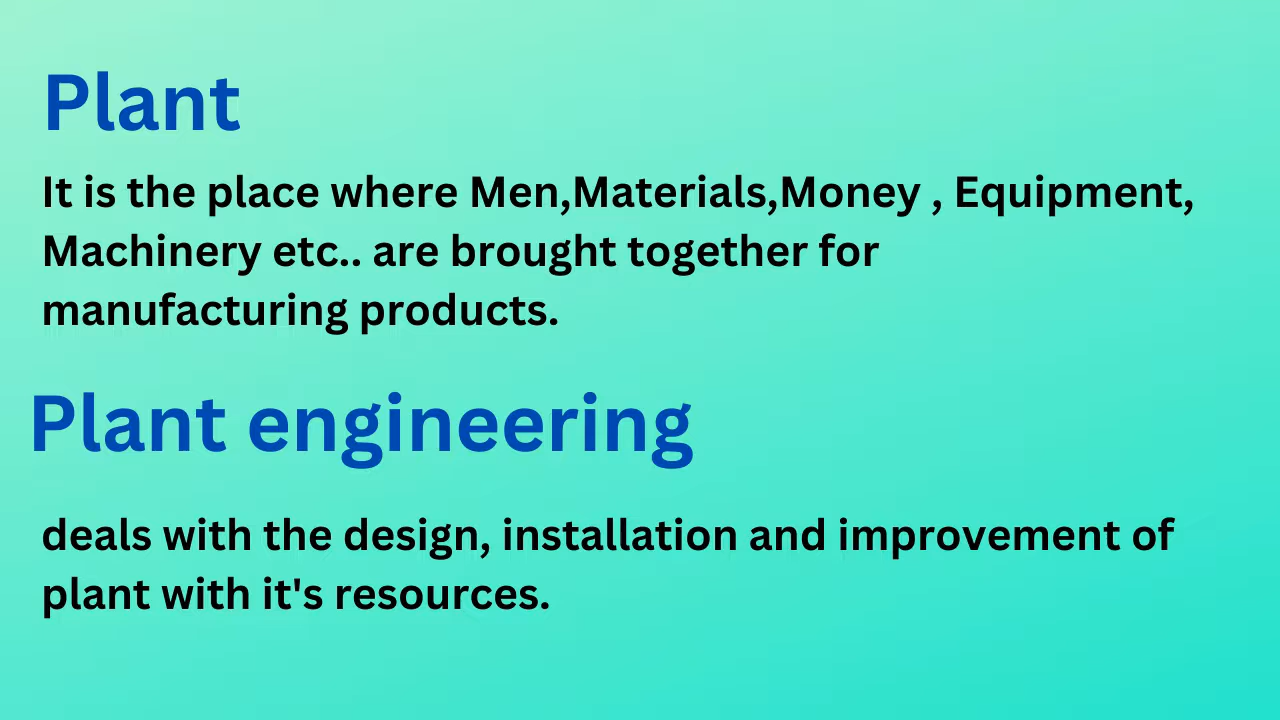 Plant
It is the place where Men,Materials,Money , Equipment,
Machinery etc.. are brought together for
manufacturing products.
Plant engineering
deals with the design, installation and improvement of
plant with it's resources.